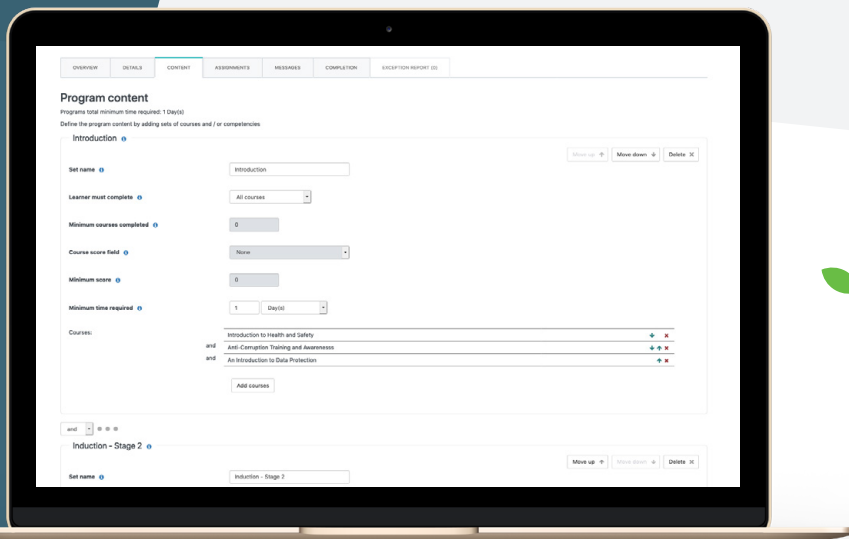 OVERVIEW DETAILS CONTENT ASSIGNMENTS MESSAGES COMPLETION EXCEPTION REPORT (0)
Program content
Programs total minimum time required: 1 Day(s)
Define the program content by adding sets of courses and / or competencies
Introduction
Move up Move down Delete
Set name Introduction
Learner must complete All courses
Minimum courses completed 0
Course score field None
Minimum score 0
Minimum time required 1 Day(s)
Courses:
Introduction to Health and Safety
and Anti-Corruption Training and Awareness
and An Introduction to Data Protection
Add courses
and
Induction - Stage 2
Move up Move down Delete
Set name Induction - Stage 2